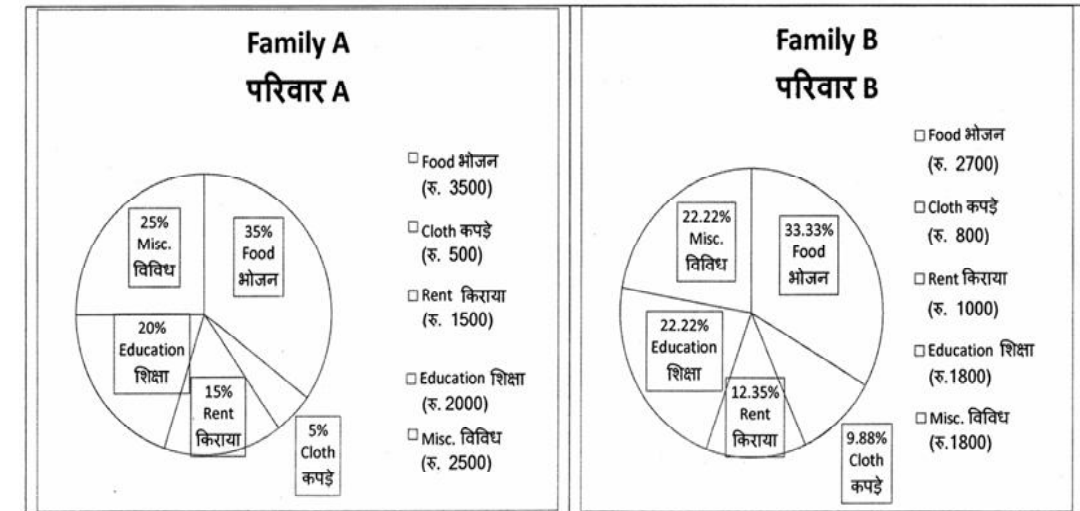 Family A
परिवार A
25%
Misc.
विविध
35%
Food
भोजन
20%
Education
शिक्षा
15%
Rent
किराया
5%
Cloth
कपड़े
Food भोजन
(रु. 3500)
Cloth कपड़े
(रु. 500)
Rent किराया
(रु. 1500)
Education शिक्षा
(रु. 2000)
Misc. विविध
(रु. 2500)
Family B
परिवार B
22.22%
Misc.
विविध
33.33%
Food
भोजन
22.22%
Education
शिक्षा
12.35%
Rent
किराया
9.88%
Cloth
कपड़े
Food भोजन
(रु. 2700)
Cloth कपड़े
(रु. 800)
Rent किराया
(रु. 1000)
Education शिक्षा
(रु.1800)
Misc. विविध
(रु.1800)